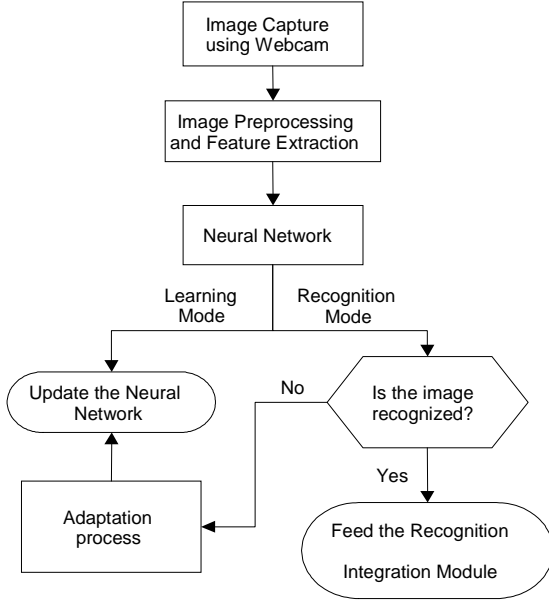 Image Capture
using Webcam
Image Preprocessing
and Feature Extraction
Neural Network
Learning
Mode
Recognition
Mode
Update the Neural
Network
No
Is the image
recognized?
Yes
Adaptation
process
Feed the Recognition
Integration Module